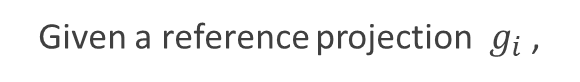 Given a reference projection gᵢ ,